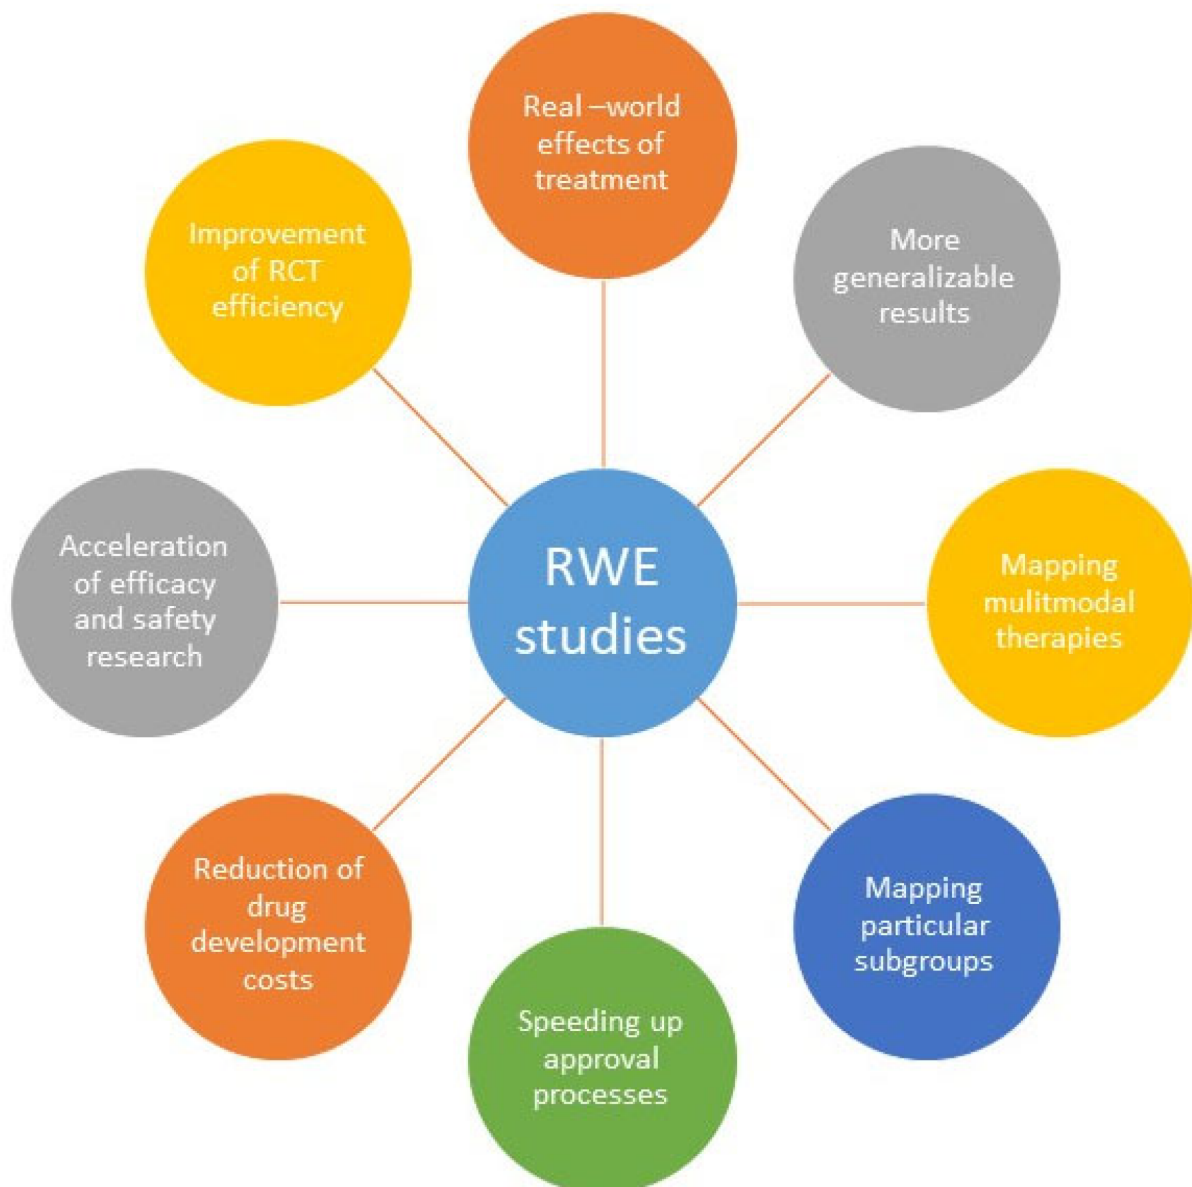 Real –world
effects of
treatment
More
generalizable
results
Mapping
mulitmodal
therapies
Mapping
particular
subgroups
Speeding up
approval
processes
Reduction of
drug
development
costs
Acceleration
of efficacy
and safety
research
Improvement
of RCT
efficiency
RWE
studies